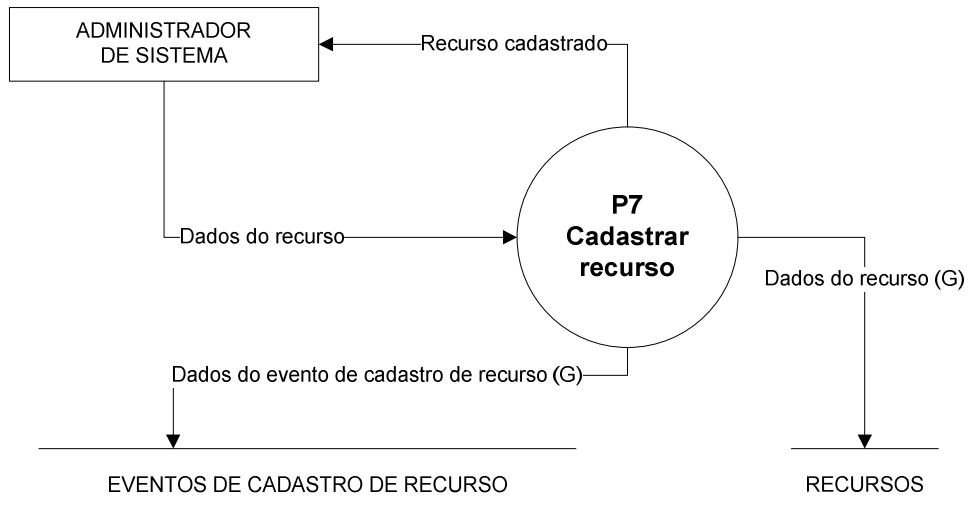 ADMINISTRADOR
DE SISTEMA
Recurso cadastrado
P7
Cadastrar
recurso
Dados do recurso
Dados do recurso (G)
Dados do evento de cadastro de recurso (G)
EVENTOS DE CADASTRO DE RECURSO
RECURSOS